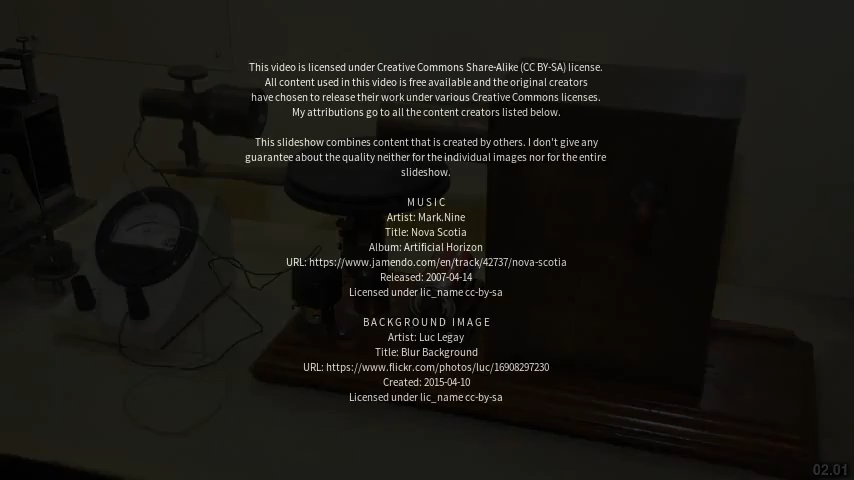 This video is licensed under Creative Commons Share-Alike (CC BY-SA) license.
All content used in this video is free available and the original creators
have chosen to release their work under various Creative Commons licenses.
My attributions go to all the content creators listed below.
This slideshow combines content that is created by others. I don't give any
guarantee about the quality neither for the individual images nor for the entire
slideshow.
MUSIC
Artist: Mark.Nine
Title: Nova Scotia
Album: Artificial Horizon
URL: https://www.jamendo.com/en/track/42737/nova-scotia
Released: 2007-04-14
Licensed under lic_name cc-by-sa
BACKGROUND IMAGE
Artist: Luc Legay
Title: Blur Background
URL: https://www.flickr.com/photos/luc/16908297230
Created: 2015-04-10
Licensed under lic_name cc-by-sa
02.01